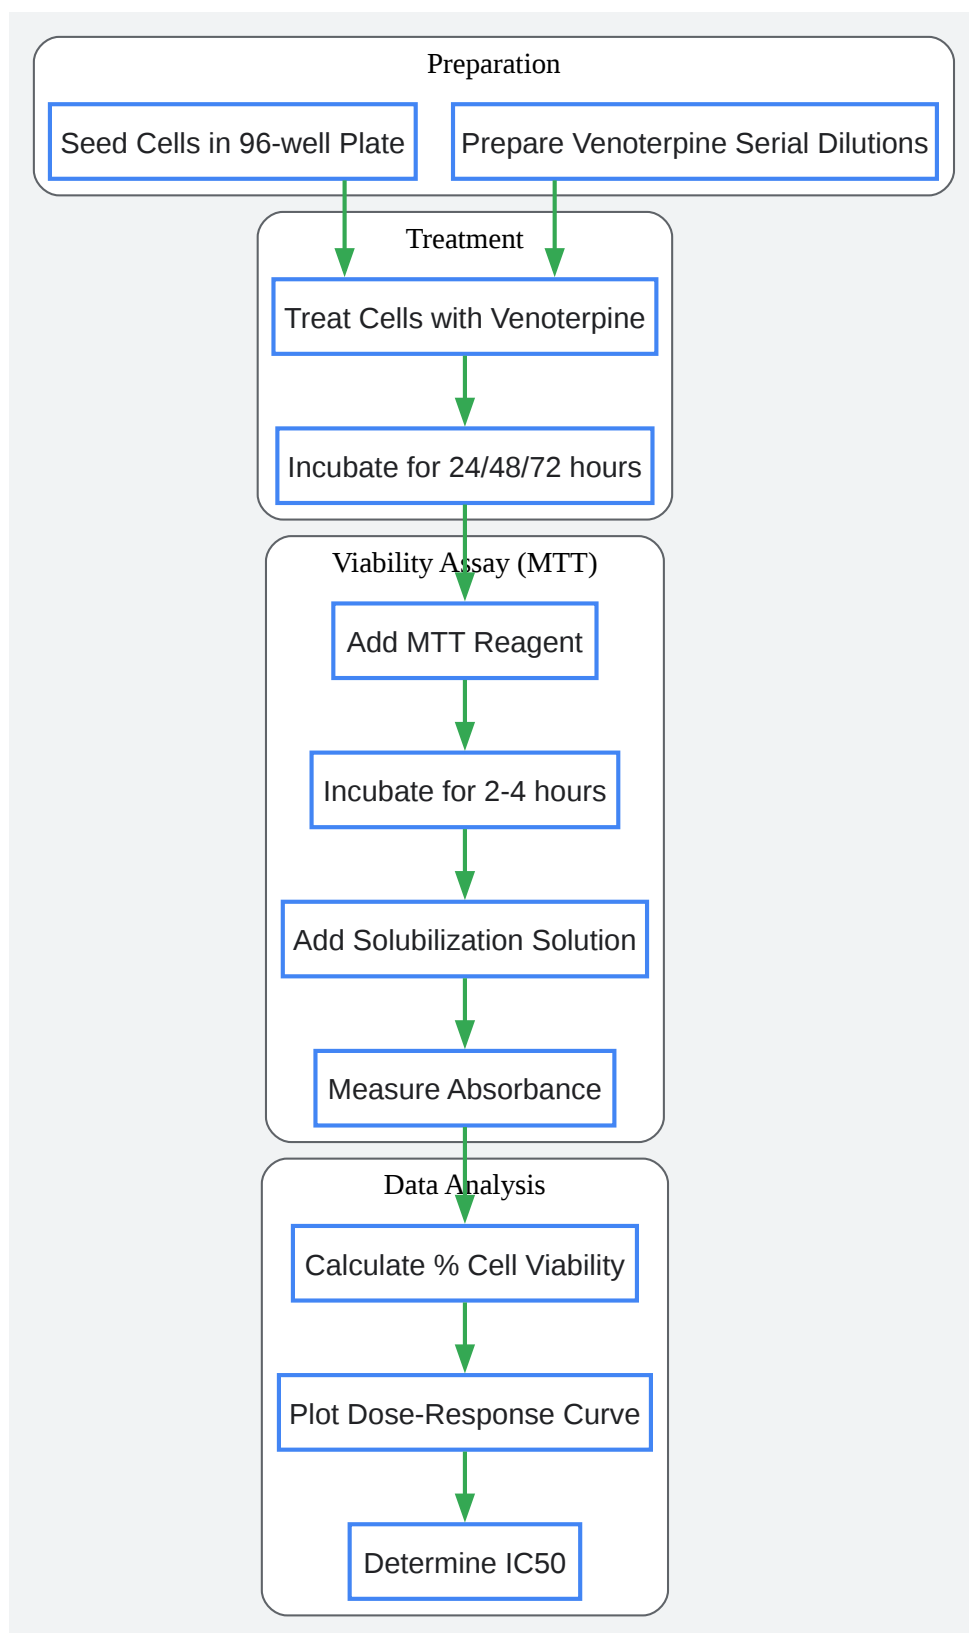 Preparation
Seed Cells in 96-well Plate
Prepare Venoterpine Serial Dilutions
Treatment
Treat Cells with Venoterpine
Incubate for 24/48/72 hours
Viability Assay (MTT)
Add MTT Reagent
Incubate for 2-4 hours
Add Solubilization Solution
Measure Absorbance
Data Analysis
Calculate % Cell Viability
Plot Dose-Response Curve
Determine IC50